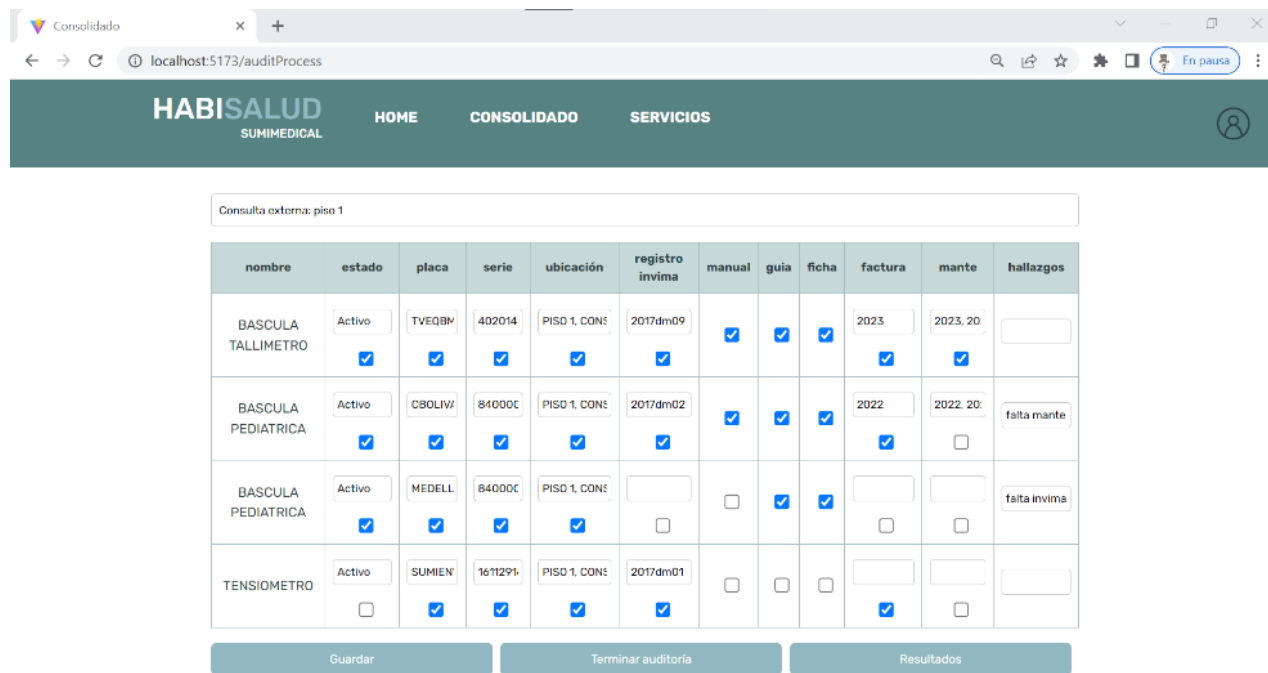 Consolidado
localhost:5173/auditProcess
En pausa
HABISALUD
SUMIMEDICAL
HOME CONSOLIDADO SERVICIOS
Consulta externa: piso 1
nombre estado placa serie ubicación registro invima manual guia ficha factura mante hallazgos
BASCULA TALLIMETRO Activo TVEQBM 402014 PISO 1, CONS 2017dm09 2023 2023, 20
BASCULA PEDIATRICA Activo CBOLIV 84000 PISO 1, CONS 2017dm02 2022 2022, 20 falta mante
BASCULA PEDIATRICA Activo MEDELL 84000 PISO 1, CONS falta invima
TENSIOMETRO Activo SUMIEN 1611291 PISO 1, CONS 2017dm01
Guardar Terminar auditoría Resultados